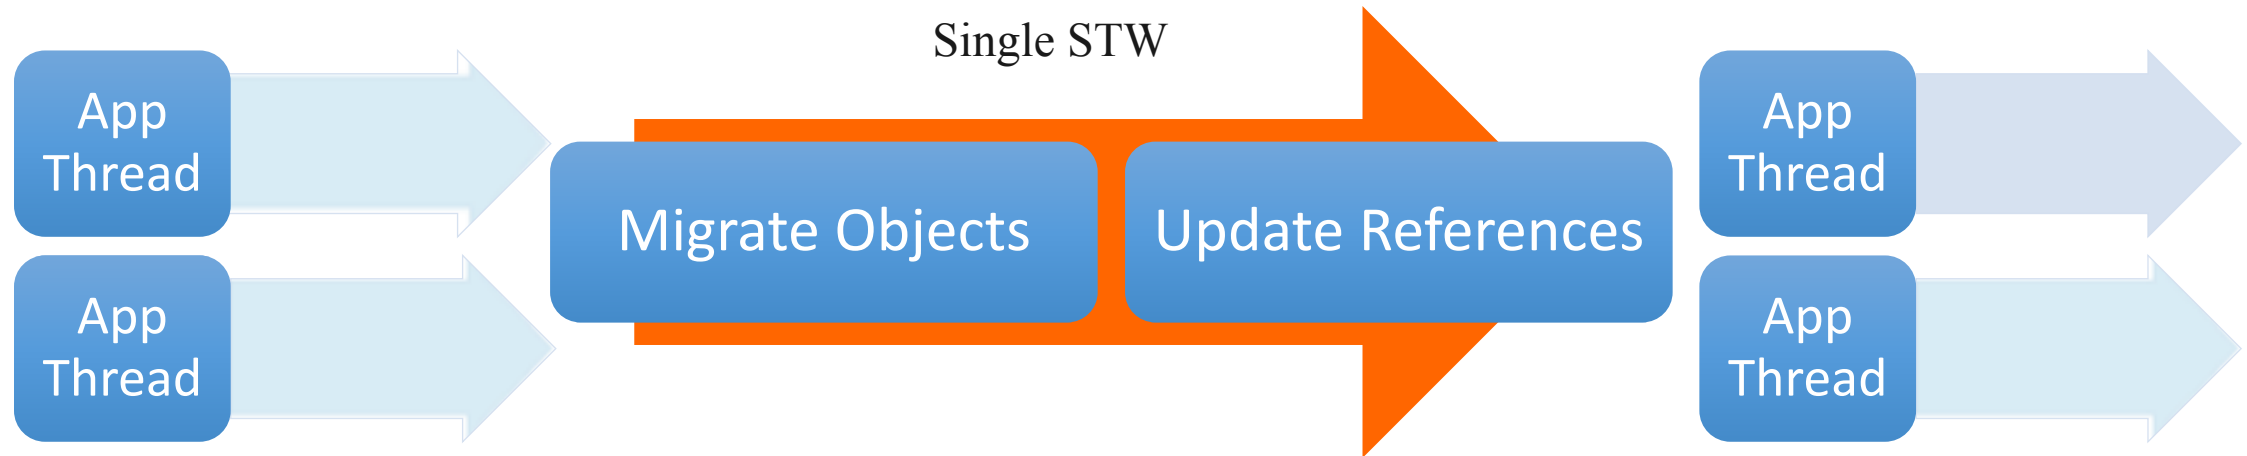 Single STW
App
Thread
App
Thread
Migrate Objects
Update References
App
Thread
App
Thread